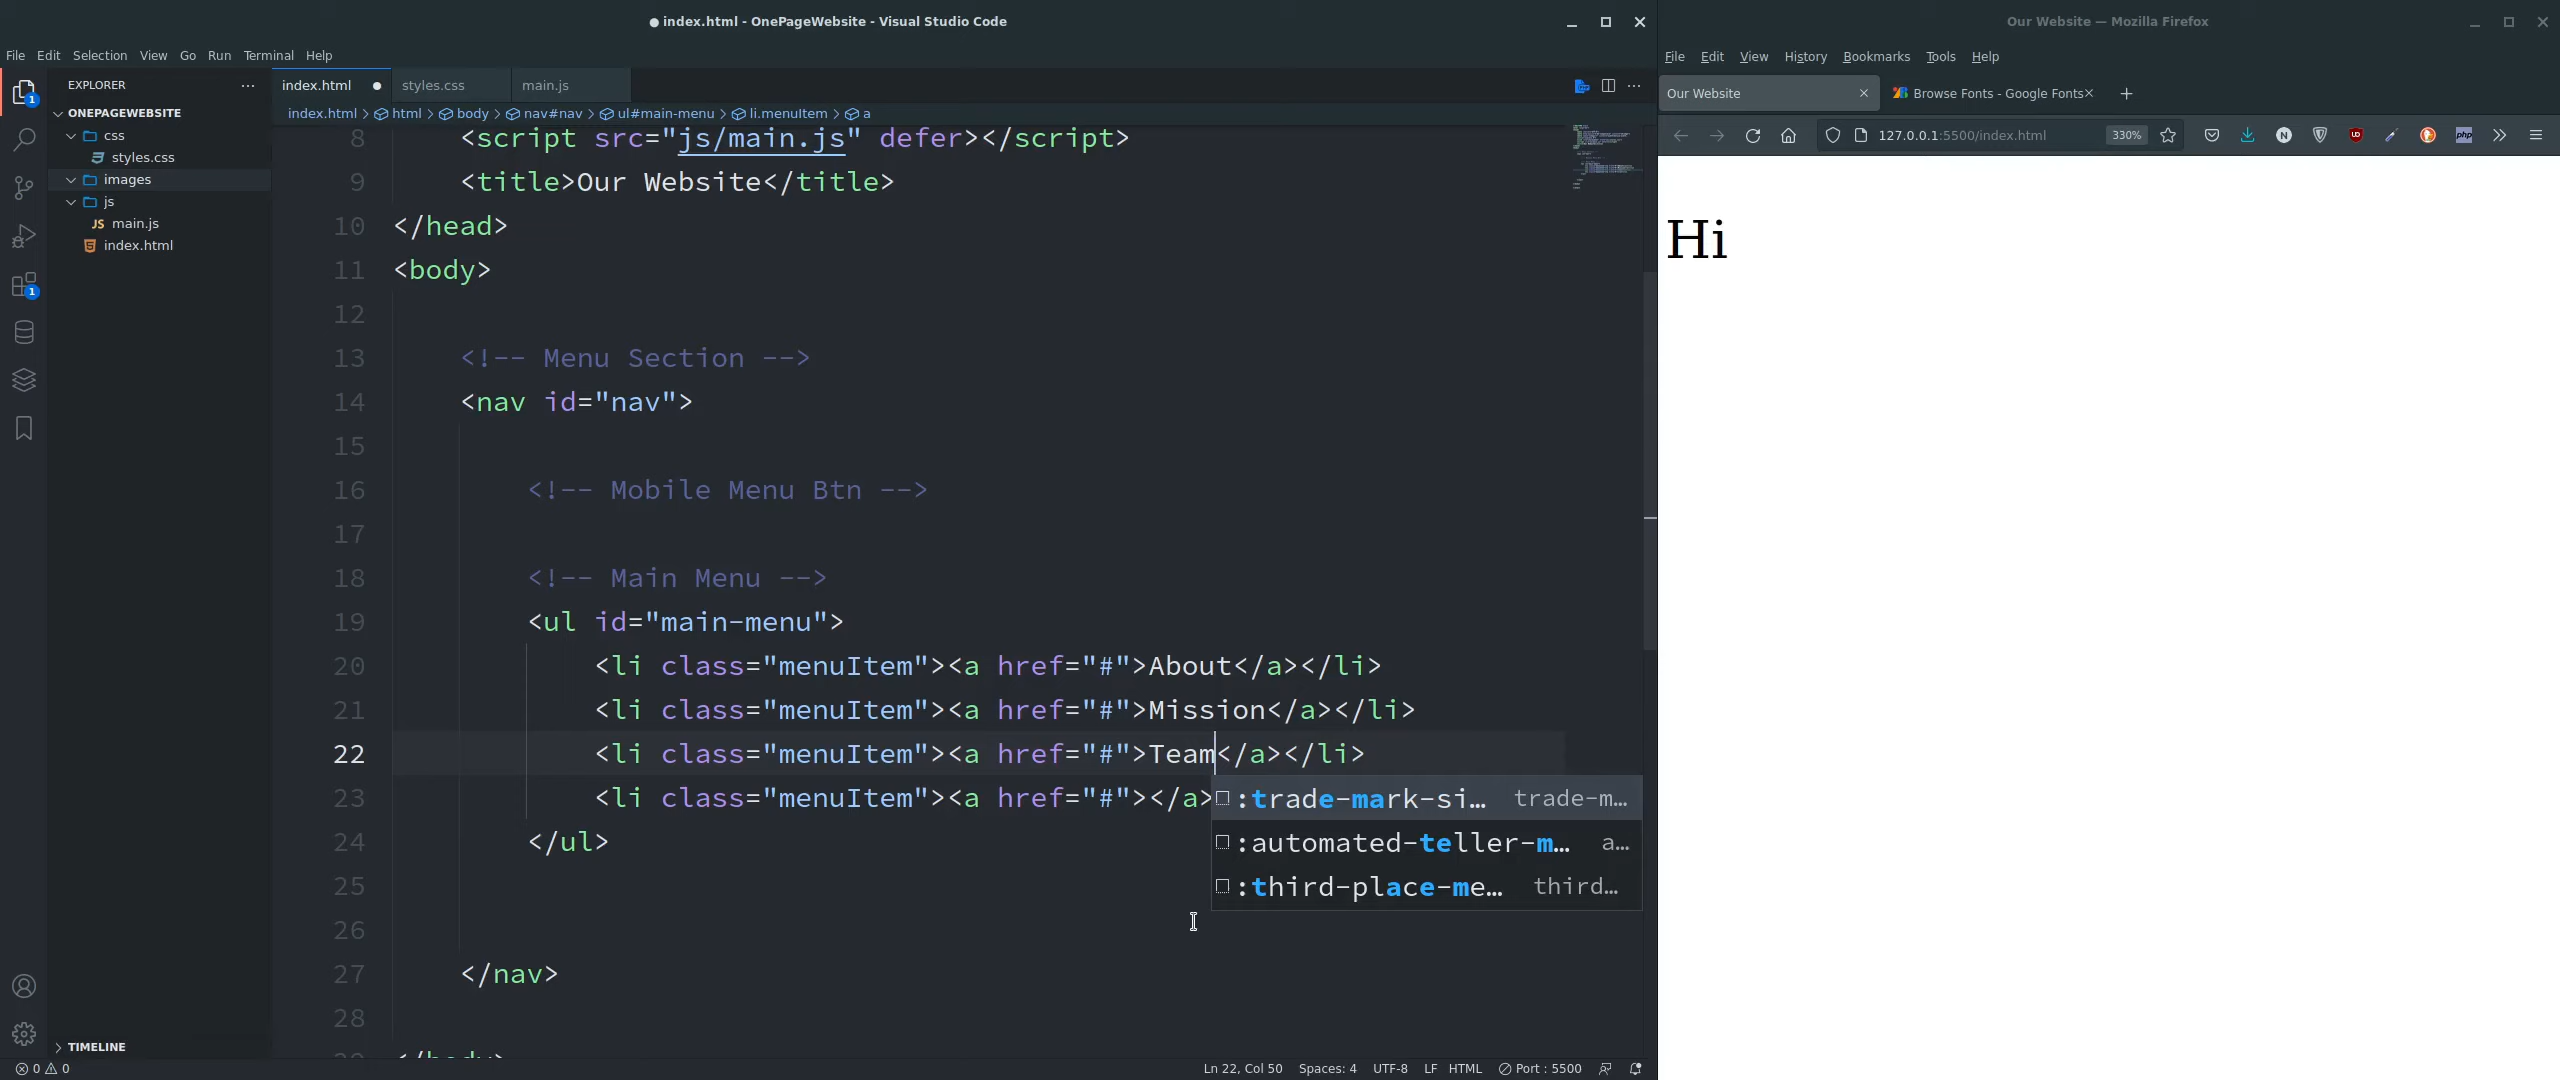 ● index.html - OnePageWebsite - Visual Studio Code
File Edit Selection View Go Run Terminal Help
EXPLORER
ONEPAGEWEBSITE
css
styles.css
images
js
JS main.js
index.html
TIMELINE
1
1
index.html ●
styles.css
main.js
index.html > html > body > nav#nav > ul#main-menu > li.menuItem > a
8 <script src="js/main.js" defer></script>
9 <title>Our Website</title>
10 </head>
11 <body>
12
13 <!-- Menu Section -->
14 <nav id="nav">
15
16 <!-- Mobile Menu Btn -->
17
18 <!-- Main Menu -->
19 <ul id="main-menu">
20 <li class="menuItem"><a href="#">About</a></li>
21 <li class="menuItem"><a href="#">Mission</a></li>
22 <li class="menuItem"><a href="#">Team</a></li>
23 <li class="menuItem"><a href="#"></a>
:trade-mark-si… trade-m…
:automated-teller-m… a…
:third-place-me… third…
24 </ul>
25
26
27 </nav>
28
29 </body>
0 0
Ln 22, Col 50 Spaces: 4 UTF-8 LF HTML Port : 5500
Our Website — Mozilla Firefox
File Edit View History Bookmarks Tools Help
Our Website
Browse Fonts - Google Fonts
127.0.0.1:5500/index.html 330%
N
php
Hi